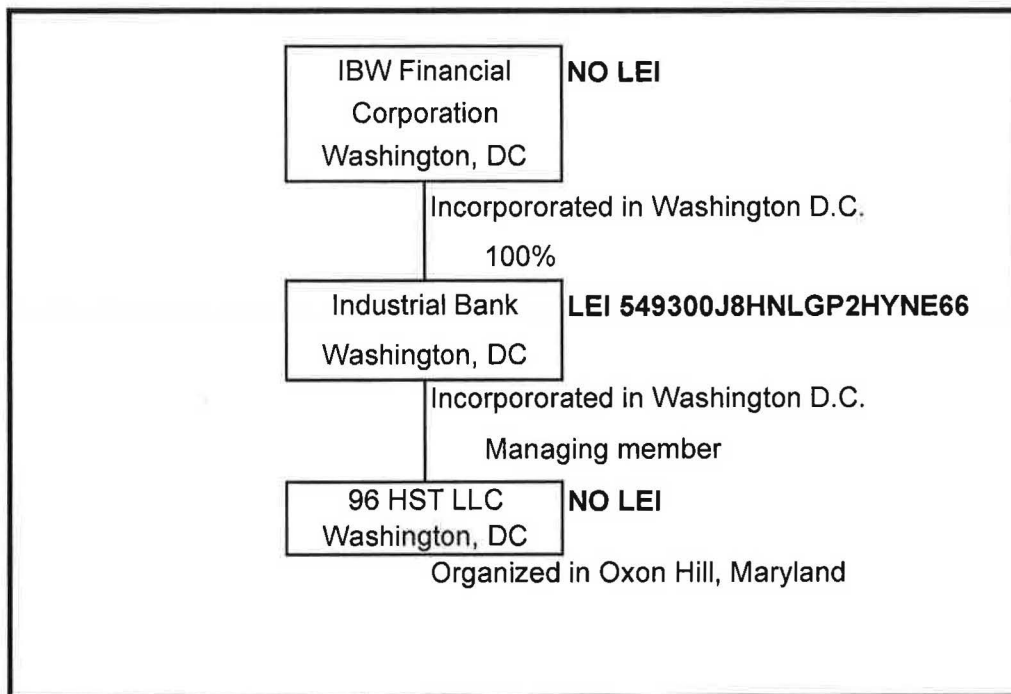 IBW Financial
Corporation
Washington, DC
NO LEI
Incorpororated in Washington D.C.
100%
Industrial Bank
Washington, DC
LEI 549300J8HNLGP2HYNE66
Incorpororated in Washington D.C.
Managing member
96 HST LLC
Washington, DC
NO LEI
Organized in Oxon Hill, Maryland